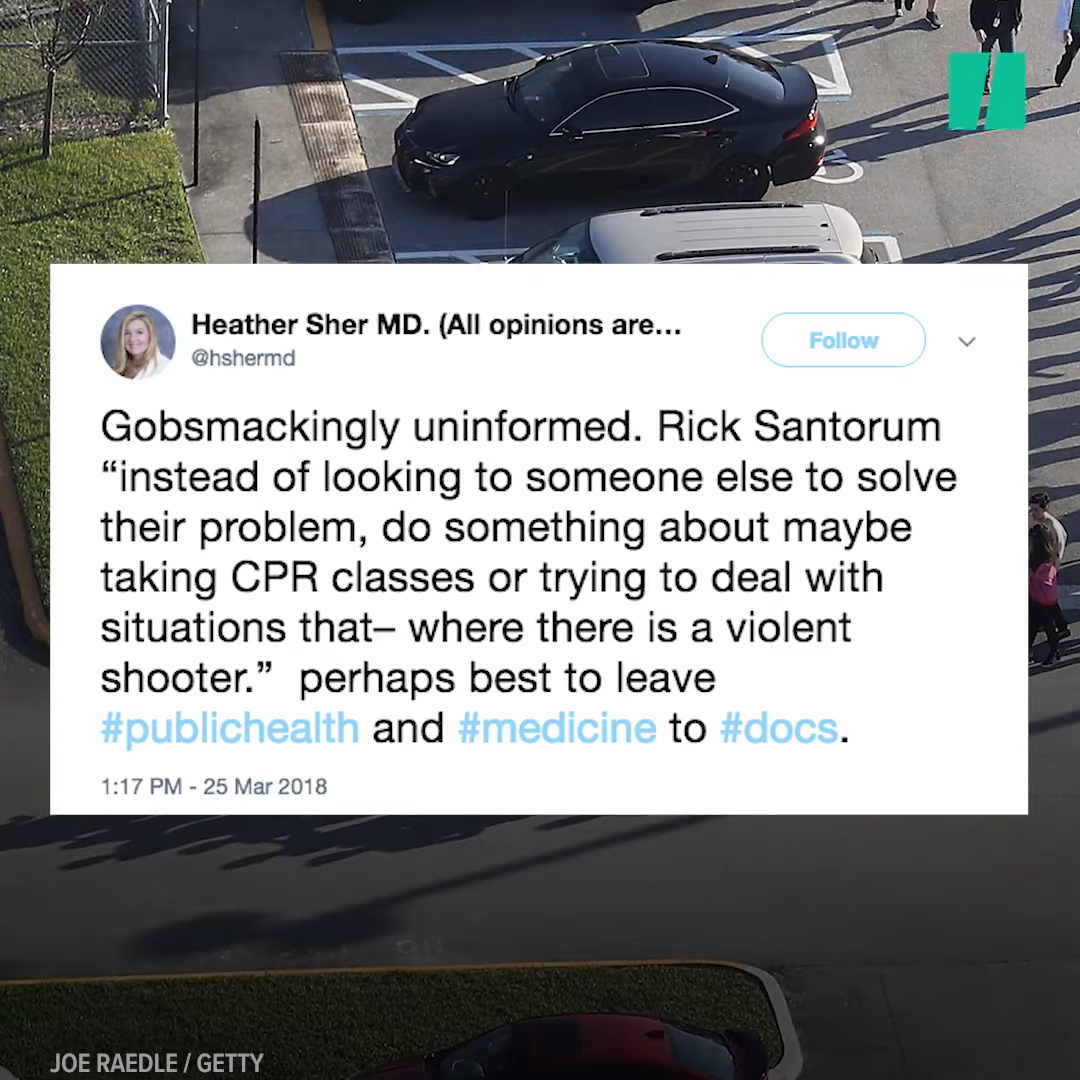 Heather Sher MD. (All opinions are...
@hshermd
Follow
Gobsmackingly uninformed. Rick Santorum
“instead of looking to someone else to solve
their problem, do something about maybe
taking CPR classes or trying to deal with
situations that– where there is a violent
shooter.”  perhaps best to leave
#publichealth and #medicine to #docs.
1:17 PM - 25 Mar 2018
JOE RAEDLE / GETTY